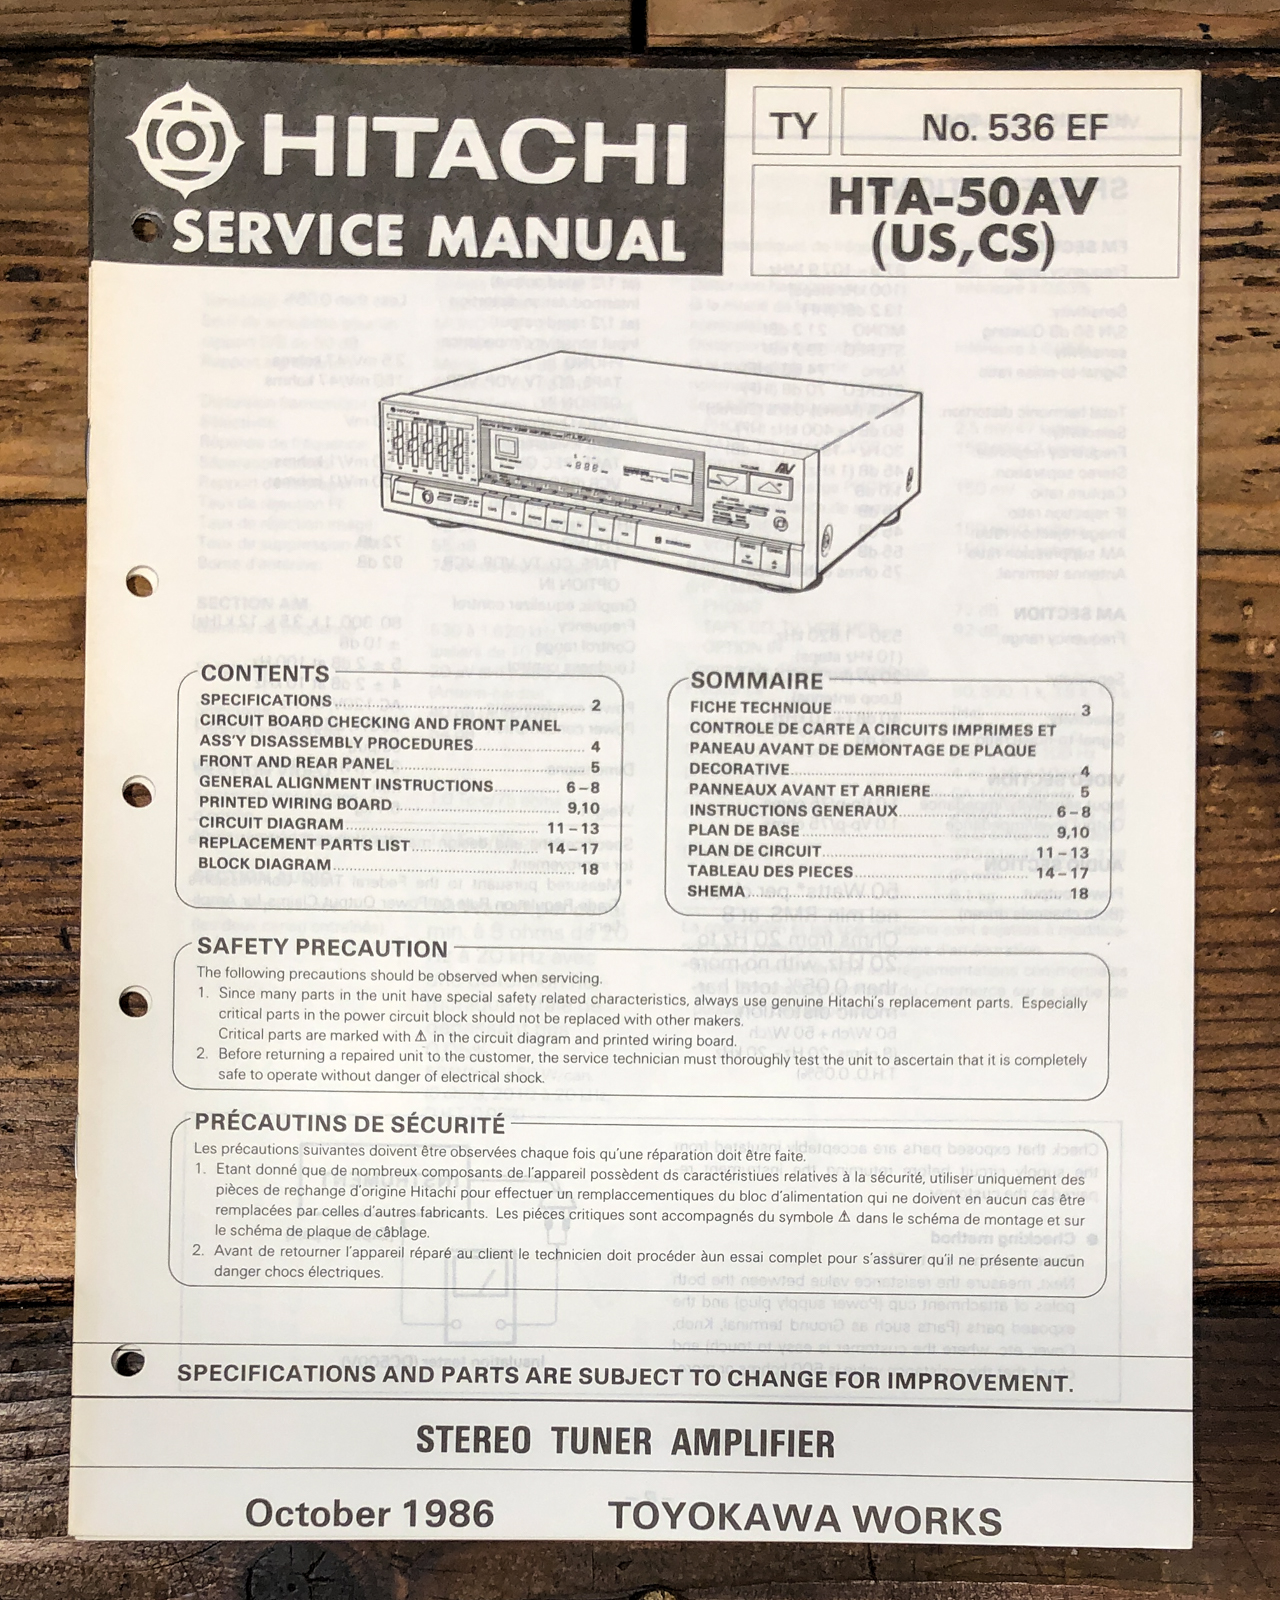 HITACHI
SERVICE MANUAL
TY
No. 536 EF
HTA-50AV
(US,CS)
HITACHI
AV
CONTENTS
SPECIFICATIONS 2
CIRCUIT BOARD CHECKING AND FRONT PANEL
ASS'Y DISASSEMBLY PROCEDURES 4
FRONT AND REAR PANEL 5
GENERAL ALIGNMENT INSTRUCTIONS 6–8
PRINTED WIRING BOARD 9,10
CIRCUIT DIAGRAM 11–13
REPLACEMENT PARTS LIST 14–17
BLOCK DIAGRAM 18
SOMMAIRE
FICHE TECHNIQUE 3
CONTROLE DE CARTE A CIRCUITS IMPRIMES ET
PANEAU AVANT DE DEMONTAGE DE PLAQUE
DECORATIVE 4
PANNEAUX AVANT ET ARRIERE 5
INSTRUCTIONS GENERAUX 6–8
PLAN DE BASE 9,10
PLAN DE CIRCUIT 11–13
TABLEAU DES PIECES 14–17
SHEMA 18
SAFETY PRECAUTION
The following precautions should be observed when servicing.
1. Since many parts in the unit have special safety related characteristics, always use genuine Hitachi's replacement parts. Especially
critical parts in the power circuit block should not be replaced with other makers.
Critical parts are marked with ⚠ in the circuit diagram and printed wiring board.
2. Before returning a repaired unit to the customer, the service technician must thoroughly test the unit to ascertain that it is completely
safe to operate without danger of electrical shock.
PRÉCAUTINS DE SÉCURITÉ
Les précautions suivantes doivent être observées chaque fois qu'une réparation doit être faite.
1. Etant donné que de nombreux composants de l'appareil possèdent ds caractéristiues relatives à la sécurité, utiliser uniquement des
pièces de rechange d'origine Hitachi pour effectuer un remplaccementiques du bloc d'alimentation qui ne doivent en aucun cas être
remplacées par celles d'autres fabricants. Les piéces critiques sont accompagnés du symbole ⚠ dans le schéma de montage et sur
le schéma de plaque de câblage.
2. Avant de retourner l'appareil réparé au client le technicien doit procéder àun essai complet pour s'assurer qu'il ne présente aucun
danger chocs électriques.
SPECIFICATIONS AND PARTS ARE SUBJECT TO CHANGE FOR IMPROVEMENT.
STEREO TUNER AMPLIFIER
October 1986 TOYOKAWA WORKS